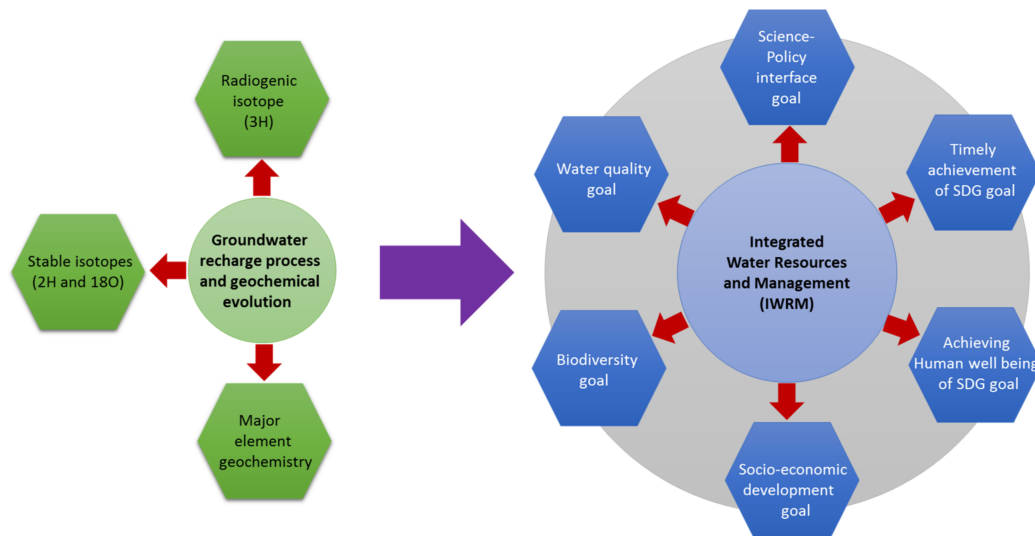 Radiogenic
isotope
(3H)
Stable isotopes
(2H and 18O)
Groundwater
recharge process
and geochemical
evolution
Major
element
geochemistry
Science-
Policy
interface
goal
Water quality
goal
Timely
achievement
of SDG goal
Integrated
Water Resources
and Management
(IWRM)
Biodiversity
goal
Achieving
Human well being
of SDG goal
Socio-economic
development
goal